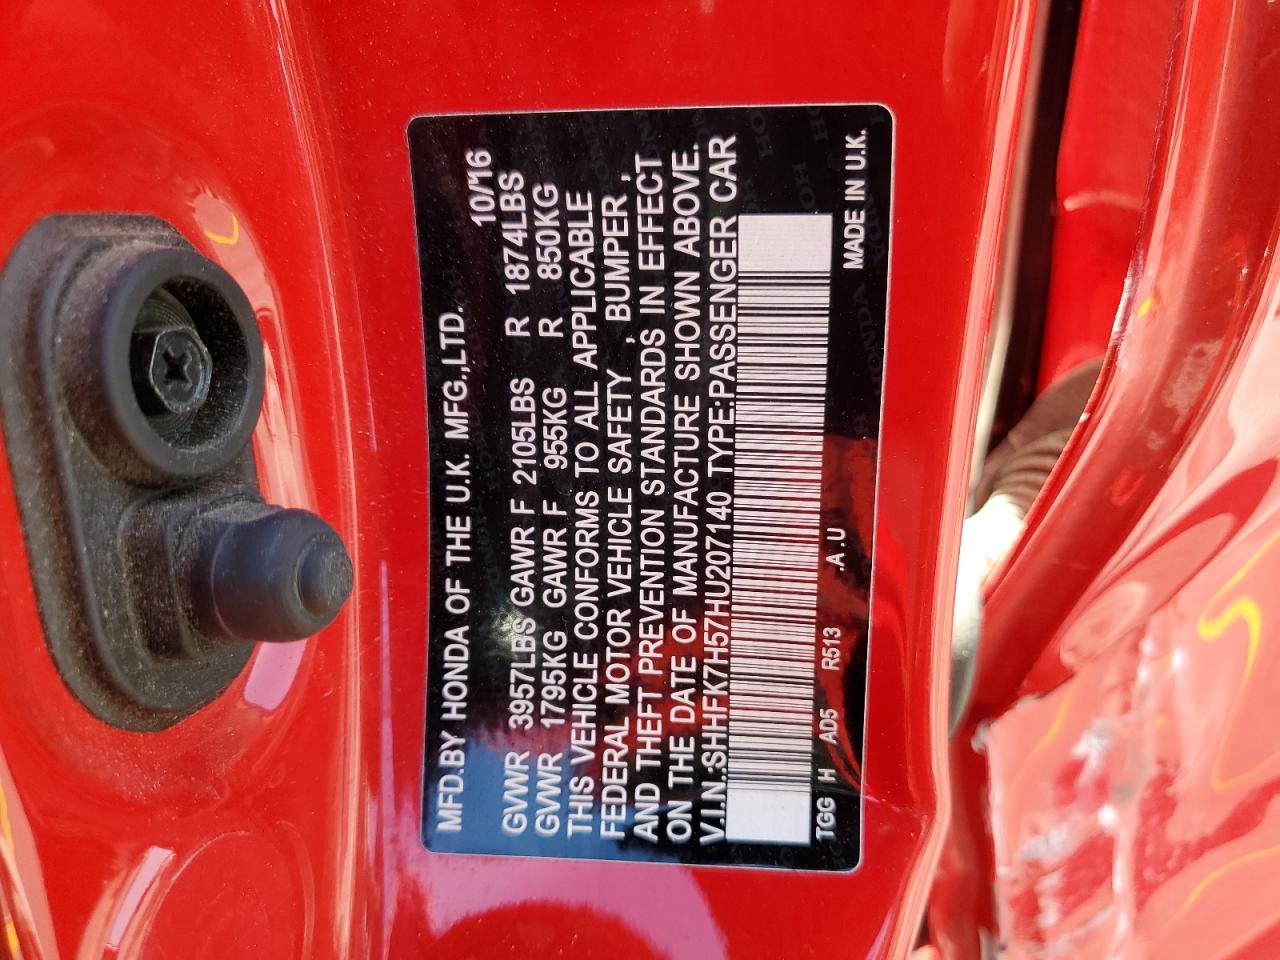 MFD.BY HONDA OF THE U.K. MFG.,LTD. 10/16
GVWR 3957LBS GAWR F 2105LBS R 1874LBS
GVWR 1795KG GAWR F 955KG R 850KG
THIS VEHICLE CONFORMS TO ALL APPLICABLE
FEDERAL MOTOR VEHICLE SAFETY , BUMPER ,
AND THEFT PREVENTION STANDARDS IN EFFECT
ON THE DATE OF MANUFACTURE SHOWN ABOVE.
V.I.N.:SHHFK7H57HU207140 TYPE:PASSENGER CAR
TGG H AD5 R513 .A.U MADE IN U.K.